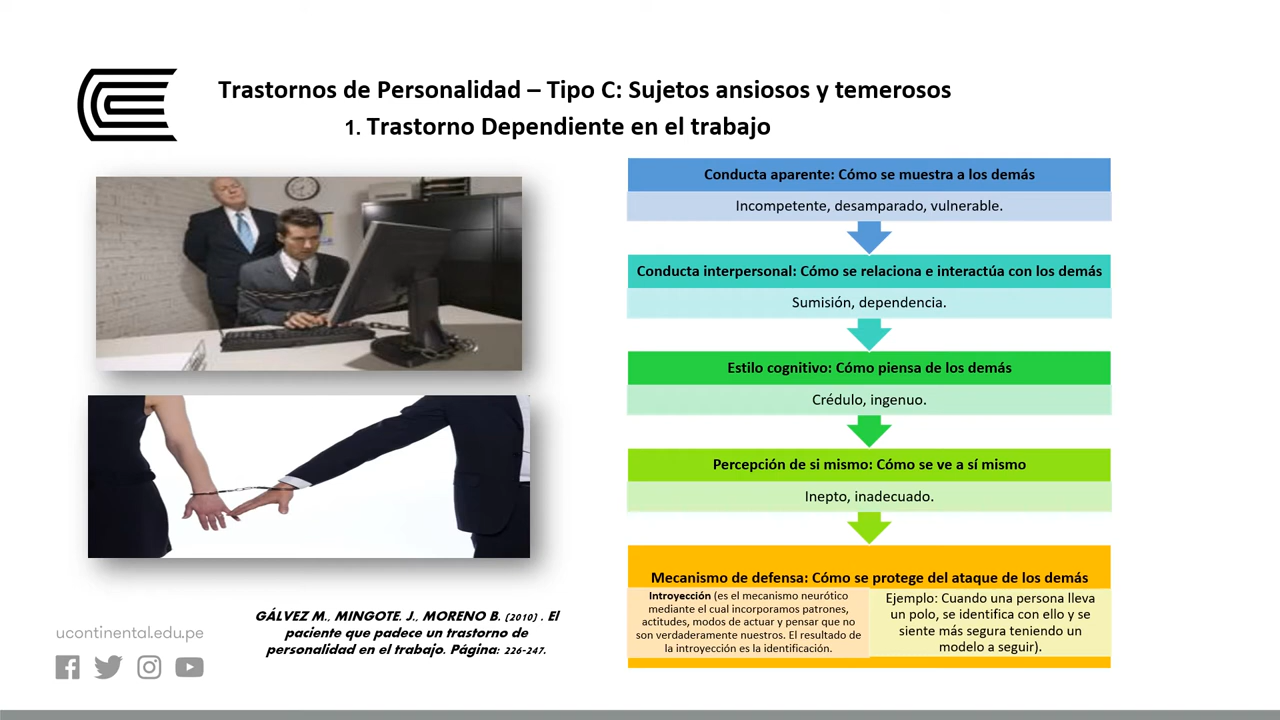 Trastornos de Personalidad – Tipo C: Sujetos ansiosos y temerosos
1. Trastorno Dependiente en el trabajo
Conducta aparente: Cómo se muestra a los demás
Incompetente, desamparado, vulnerable.
Conducta interpersonal: Cómo se relaciona e interactúa con los demás
Sumisión, dependencia.
Estilo cognitivo: Cómo piensa de los demás
Crédulo, ingenuo.
Percepción de si mismo: Cómo se ve a sí mismo
Inepto, inadecuado.
Mecanismo de defensa: Cómo se protege del ataque de los demás
Introyección (es el mecanismo neurótico
mediante el cual incorporamos patrones,
actitudes, modos de actuar y pensar que no
son verdaderamente nuestros. El resultado de
la introyección es la identificación.
Ejemplo: Cuando una persona lleva
un polo, se identifica con ello y se
siente más segura teniendo un
modelo a seguir).
GÁLVEZ M., MINGOTE. J., MORENO B. (2010) . El
paciente que padece un trastorno de
personalidad en el trabajo. Página: 226-247.
ucontinental.edu.pe